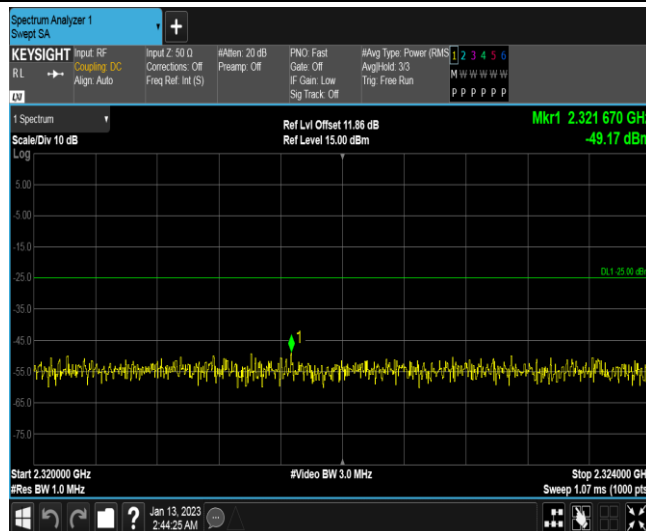 Spectrum Analyzer 1
Swept SA
+
KEYSIGHT
RL
LXI
Input: RF
Coupling: DC
Align: Auto
Input Z: 50 Ω
Corrections: Off
Freq Ref: Int (S)
#Atten: 20 dB
Preamp: Off
PNO: Fast
Gate: Off
IF Gain: Low
Sig Track: Off
#Avg Type: Power (RMS
Avg|Hold: 3/3
Trig: Free Run
1 2 3 4 5 6
M W W W W W
P P P P P P
1 Spectrum
Scale/Div 10 dB
Log
Ref Lvl Offset 11.86 dB
Ref Level 15.00 dBm
Mkr1 2.321 670 GHz
-49.17 dBm
5.00
-5.00
-15.0
-25.0
DL1 -25.00 dBm
-35.0
-45.0
1
-55.0
-65.0
-75.0
Start 2.320000 GHz
#Res BW 1.0 MHz
#Video BW 3.0 MHz
Stop 2.324000 GHz
Sweep 1.07 ms (1000 pts
?
Jan 13, 2023
2:44:25 AM